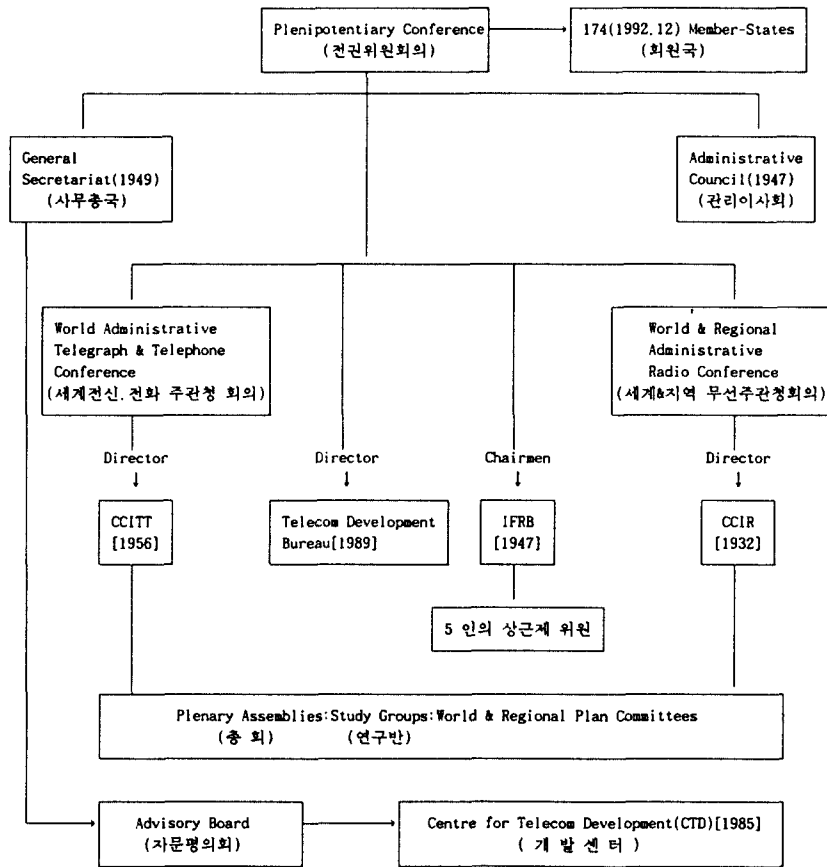 Plenipotentiary Conference
(전권위원회의)
174(1992.12) Member-States
(회원국)
General
Secretariat(1949)
(사무총국)
Administrative
Council(1947)
(관리이사회)
World Administrative
Telegraph & Telephone
Conference
(세계전신.전화 주관청 회의)
World & Regional
Administrative
Radio Conference
(세계&지역 무선주관청회의)
Director
Director
Chairmen
Director
CCITT
[1956]
Telecom Development
Bureau[1989]
IFRB
[1947]
CCIR
[1932]
5 인의 상근제 위원
Plenary Assemblies:Study Groups:World & Regional Plan Committees
(총 회) (연구반)
Advisory Board
(자문평의회)
Centre for Telecom Development(CTD)[1985]
( 개 발 센 터 )